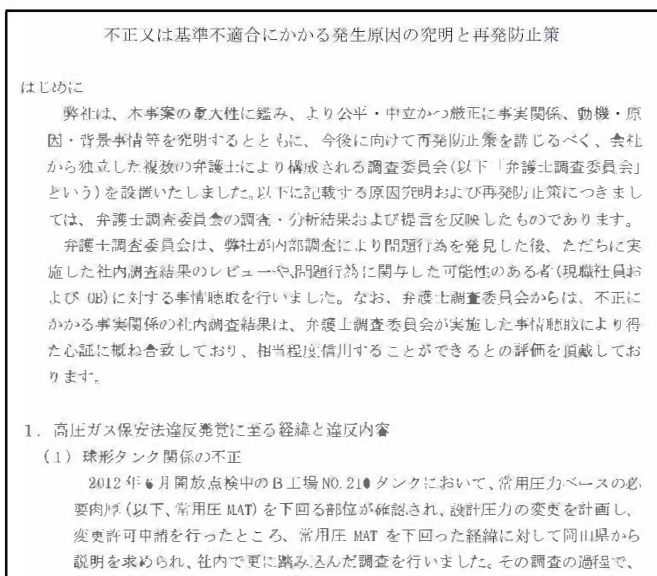 不正又は基準不適合にかかる発生原因の究明と再発防止策
はじめに
弊社は、本事案の重大性に鑑み、より公平・中立かつ厳正に事実関係、動機・原
因・背景事情等を究明するとともに、今後に向けて再発防止策を講じるべく、会社
から独立した複数の弁護士により構成される調査委員会(以下「弁護士調査委員会」
という)を設置いたしました。以下に記載する原因究明および再発防止策につきまし
ては、弁護士調査委員会の調査・分析結果および提言を反映したものであります。
弁護士調査委員会は、弊社が内部調査により問題行為を発見した後、ただちに実
施した社内調査結果のレビューや、問題行為に関与した可能性のある者(現職社員お
よび OB)に対する事情聴取を行いました。なお、弁護士調査委員会からは、不正に
かかる事実関係の社内調査結果は、弁護士調査委員会が実施した事情聴取により得
た心証に概ね合致しており、相当程度信用することができるとの評価を頂戴してお
ります。
1. 高圧ガス保安法違反発覚に至る経緯と違反内容
(1) 球形タンク関係の不正
2012 年 月開放点検中のB工場 NO.210 タンクにおいて、常用圧力ベースの必
要肉厚(以下、常用圧 MAT)を下回る部位が確認され、設計圧力の変更を計画し、
変更許可申請を行ったところ、常用圧 MAT を下回った経緯に対して岡山県から
説明を求められ、社内で更に踏み込んだ調査を行いました。その調査の過程で、